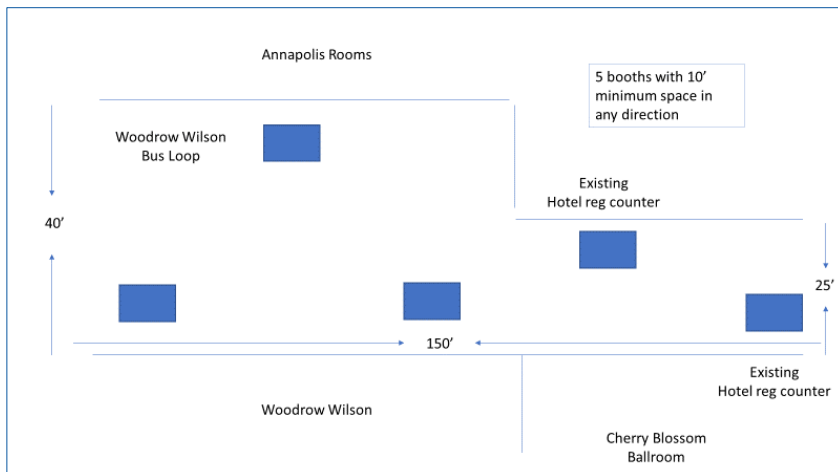 Annapolis Rooms
5 booths with 10’
minimum space in
any direction
Woodrow Wilson
Bus Loop
Existing
Hotel reg counter
40’
25’
150’
Existing
Hotel reg counter
Woodrow Wilson
Cherry Blossom
Ballroom